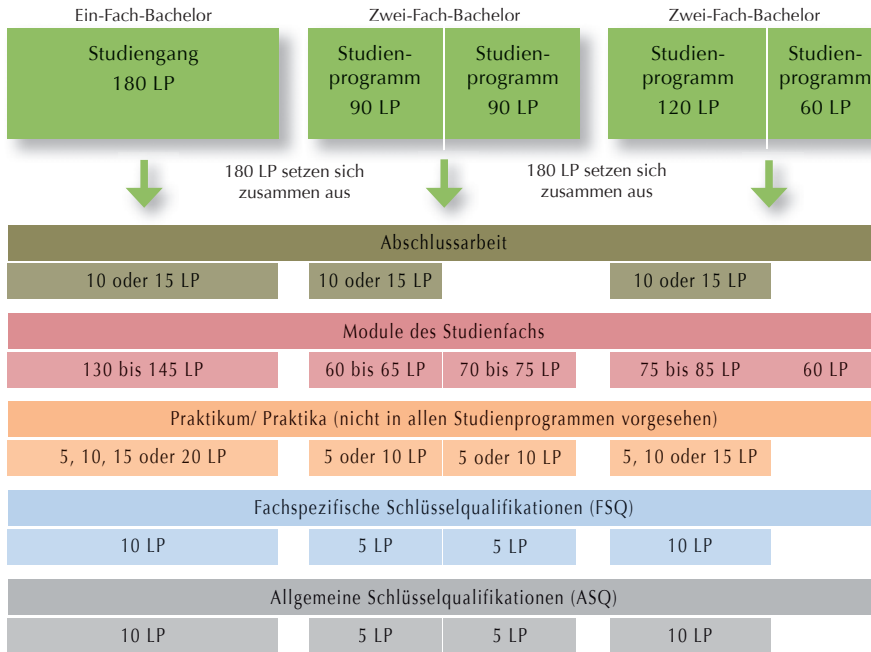 Ein-Fach-Bachelor Zwei-Fach-Bachelor Zwei-Fach-Bachelor
Studiengang
180 LP
Studien-
programm
90 LP
Studien-
programm
90 LP
Studien-
programm
120 LP
Studien-
programm
60 LP
180 LP setzen sich
zusammen aus
180 LP setzen sich
zusammen aus
Abschlussarbeit
10 oder 15 LP 10 oder 15 LP 10 oder 15 LP
Module des Studienfachs
130 bis 145 LP 60 bis 65 LP 70 bis 75 LP 75 bis 85 LP 60 LP
Praktikum/ Praktika (nicht in allen Studienprogrammen vorgesehen)
5, 10, 15 oder 20 LP 5 oder 10 LP 5 oder 10 LP 5, 10 oder 15 LP
Fachspezifische Schlüsselqualifikationen (FSQ)
10 LP 5 LP 5 LP 10 LP
Allgemeine Schlüsselqualifikationen (ASQ)
10 LP 5 LP 5 LP 10 LP